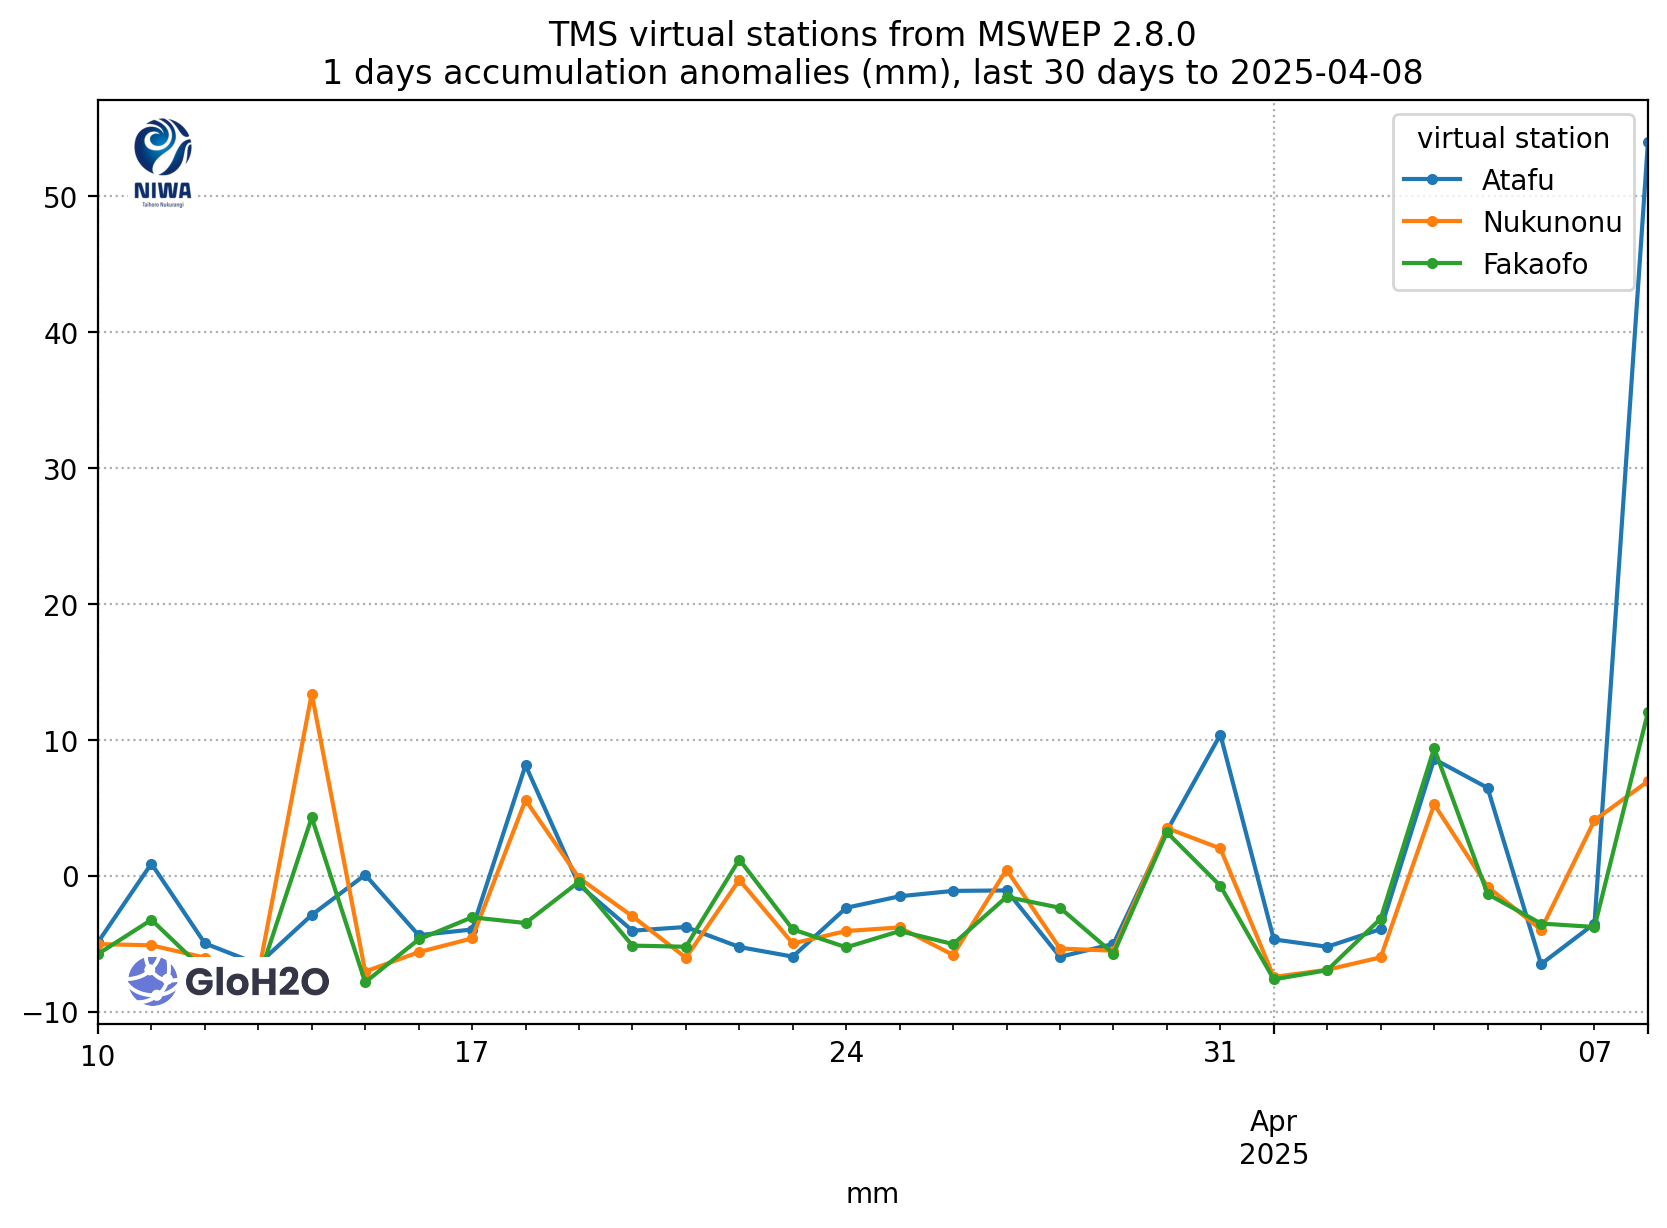 TMS virtual stations from MSWEP 2.8.0
1 days accumulation anomalies (mm), last 30 days to 2025-04-08
NIWA
Taihoro Nukurangi
virtual station
Atafu
Nukunonu
Fakaofo
50
40
30
20
10
0
−10
GloH2O
10 17 24 31 07
Apr
2025
mm